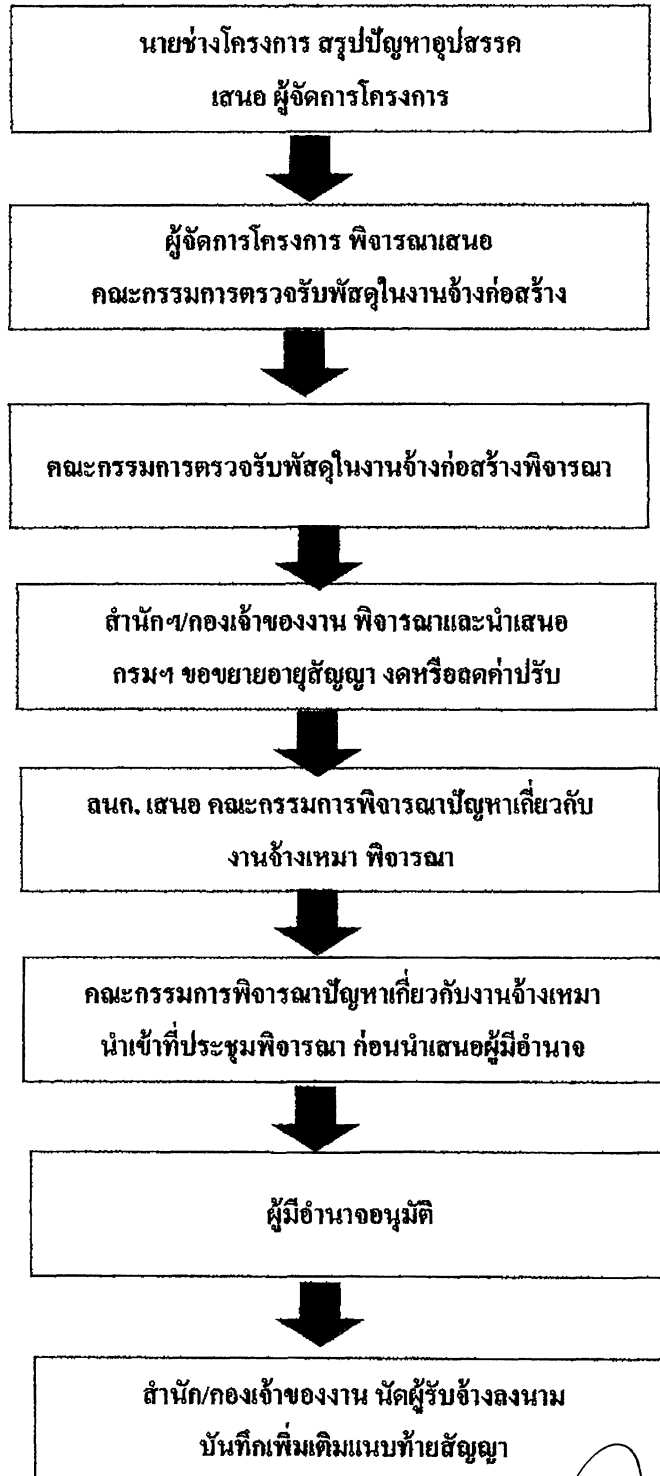 นายช่างโครงการ สรุปปัญหาอุปสรรค
เสนอ ผู้จัดการโครงการ
ผู้จัดการโครงการ พิจารณาเสนอ
คณะกรรมการตรวจรับพัสดุในงานจ้างก่อสร้าง
คณะกรรมการตรวจรับพัสดุในงานจ้างก่อสร้างพิจารณา
สำนักฯ/กองเจ้าของงาน พิจารณาและนำเสนอ
กรมฯ ขอขยายอายุสัญญา งดหรือลดค่าปรับ
ลนก. เสนอ คณะกรรมการพิจารณาปัญหาเกี่ยวกับ
งานจ้างเหมา พิจารณา
คณะกรรมการพิจารณาปัญหาเกี่ยวกับงานจ้างเหมา
นำเข้าที่ประชุมพิจารณา ก่อนนำเสนอผู้มีอำนาจ
ผู้มีอำนาจอนุมัติ
สำนัก/กองเจ้าของงาน นัดผู้รับจ้างลงนาม
บันทึกเพิ่มเติมแนบท้ายสัญญา